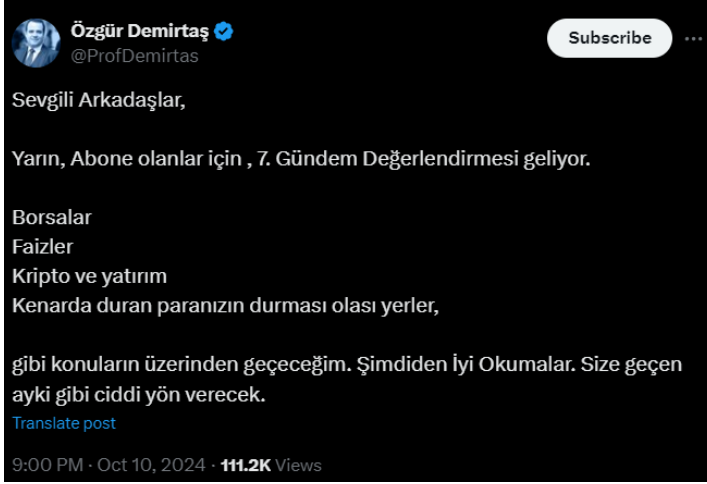 Özgür Demirtaş
@ProfDemirtas
Subscribe
Sevgili Arkadaşlar,
Yarın, Abone olanlar için , 7. Gündem Değerlendirmesi geliyor.
Borsalar
Faizler
Kripto ve yatırım
Kenarda duran paranızın durması olası yerler,
gibi konuların üzerinden geçeceğim. Şimdiden İyi Okumalar. Size geçen
ayki gibi ciddi yön verecek.
Translate post
9:00 PM · Oct 10, 2024 · 111.2K Views